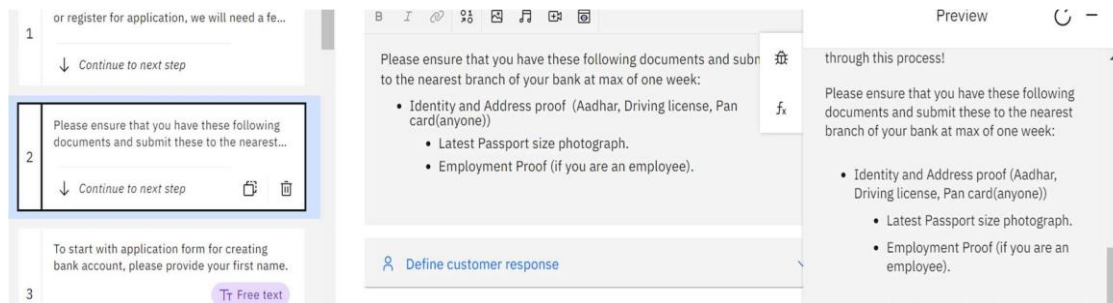 or register for application, we will need a fe...
1
Continue to next step
Please ensure that you have these following
documents and submit these to the nearest...
2
Continue to next step
To start with application form for creating
bank account, please provide your first name.
3
Free text
B I
Please ensure that you have these following documents and subn
to the nearest branch of your bank at max of one week:
• Identity and Address proof (Aadhar, Driving license, Pan
card(anyone))
• Latest Passport size photograph.
• Employment Proof (if you are an employee).
fx
Define customer response
Preview
through this process!
Please ensure that you have these following
documents and submit these to the nearest
branch of your bank at max of one week:
• Identity and Address proof (Aadhar,
Driving license, Pan card(anyone))
• Latest Passport size photograph.
• Employment Proof (if you are an
employee).